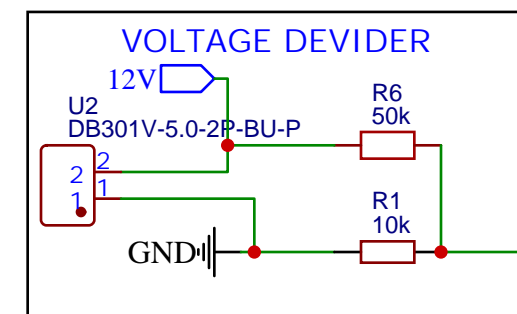 VOLTAGE DEVIDER
12V
U2
DB301V-5.0-2P-BU-P
R6
50k
2
2
1
1
R1
10k
GND